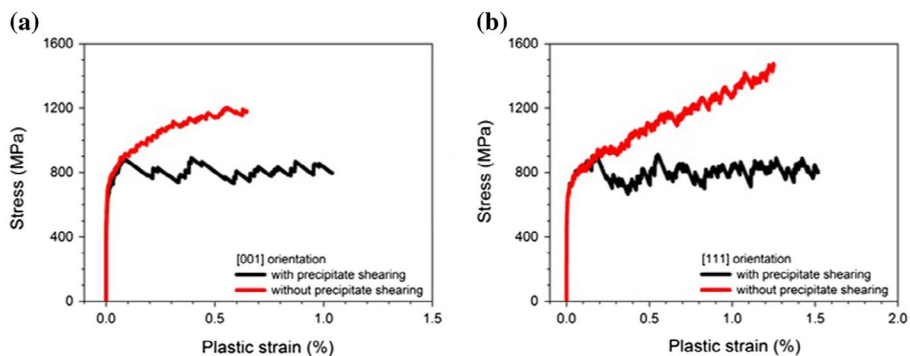 (a)
1600
1200
800
400
0
Stress (MPa)
[001] orientation
with precipitate shearing
without precipitate shearing
0.0 0.5 1.0 1.5
Plastic strain (%)
(b)
1600
1200
800
400
0
Stress (MPa)
[111] orientation
with precipitate shearing
without precipitate shearing
0.0 0.5 1.0 1.5 2.0
Plastic strain (%)